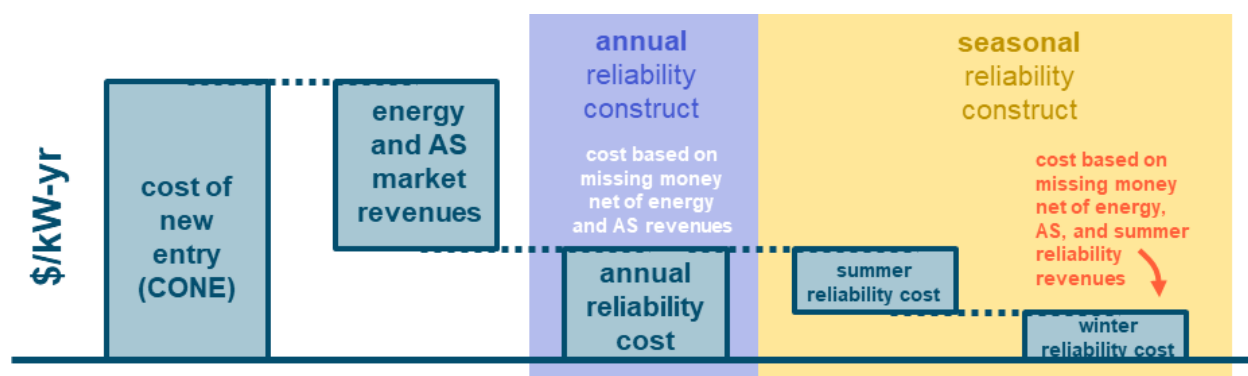 $/kW-yr
cost of
new
entry
(CONE)
energy
and AS
market
revenues
annual
reliability
construct
cost based on
missing money
net of energy
and AS revenues
annual
reliability
cost
seasonal
reliability
construct
summer
reliability cost
cost based on
missing money
net of energy,
AS, and summer
reliability
revenues
winter
reliability cost